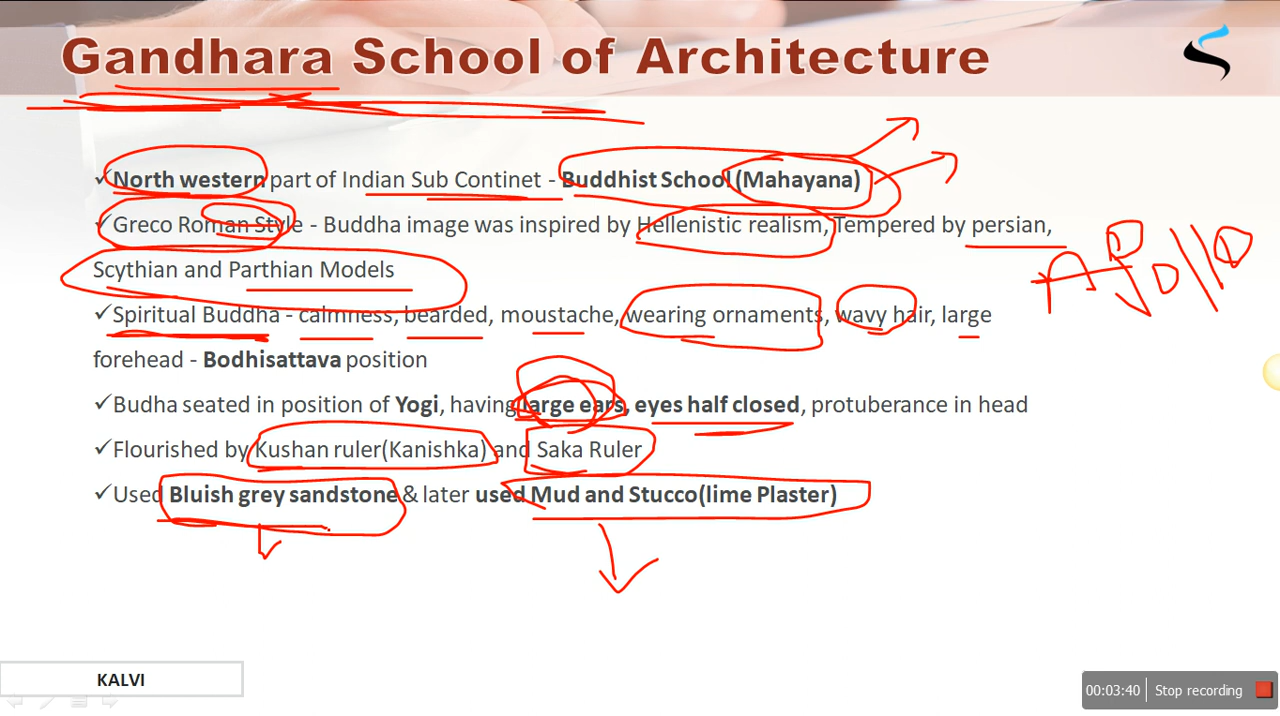 Gandhara School of Architecture
✓ North western part of Indian Sub Continet - Buddhist School (Mahayana)
✓ Greco Roman Style - Buddha image was inspired by Hellenistic realism, Tempered by persian,
Scythian and Parthian Models
APOLLO
✓ Spiritual Buddha - calmness, bearded, moustache, wearing ornaments, wavy hair, large
forehead - Bodhisattava position
✓ Budha seated in position of Yogi, having large ears, eyes half closed, protuberance in head
✓ Flourished by Kushan ruler(Kanishka) and Saka Ruler
✓ Used Bluish grey sandstone & later used Mud and Stucco(lime Plaster)
KALVI
00:03:40 Stop recording